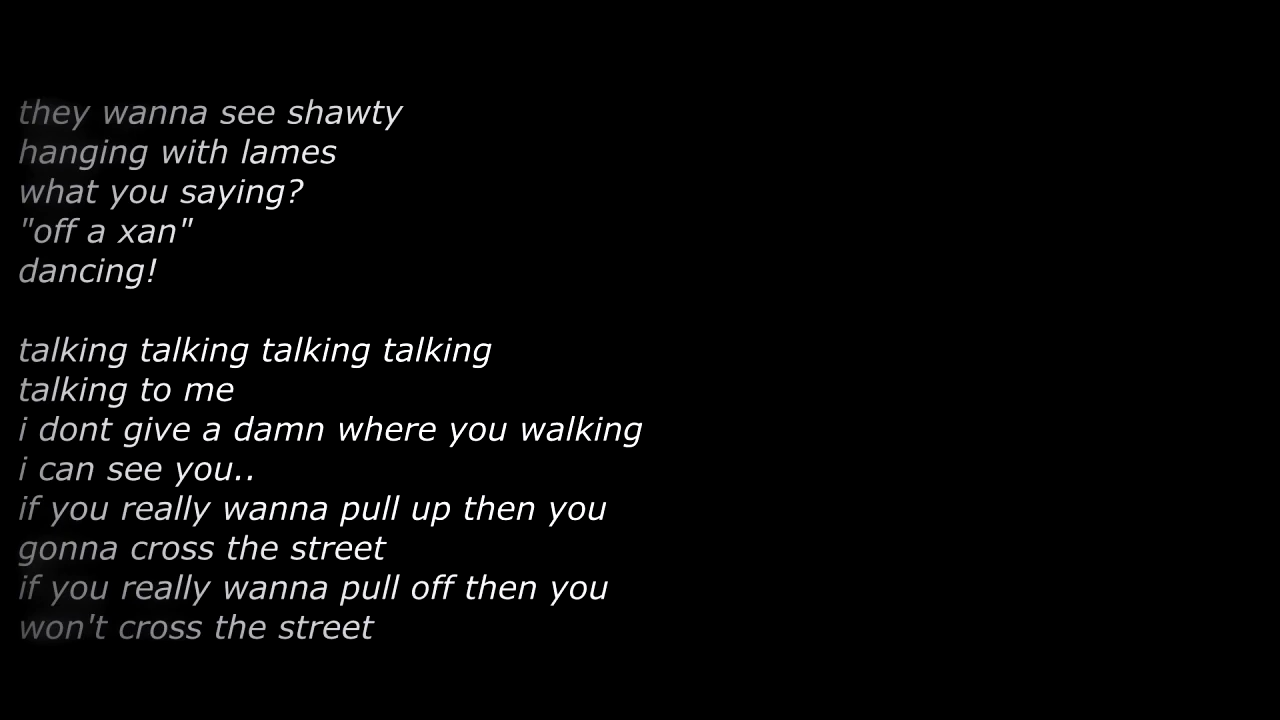 they wanna see shawty
hanging with lames
what you saying?
"off a xan"
dancing!
talking talking talking talking
talking to me
i dont give a damn where you walking
i can see you..
if you really wanna pull up then you
gonna cross the street
if you really wanna pull off then you
won't cross the street